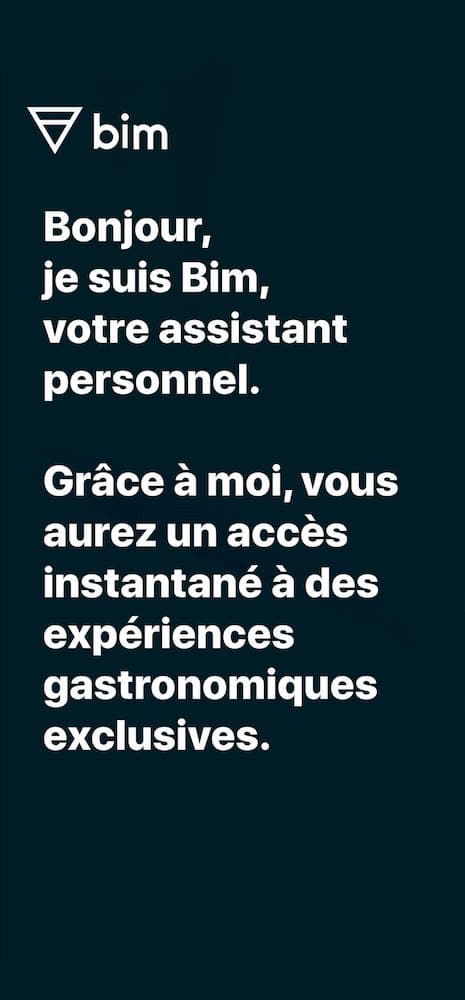 bim
Bonjour,
je suis Bim,
votre assistant
personnel.
Grâce à moi, vous
aurez un accès
instantané à des
expériences
gastronomiques
exclusives.